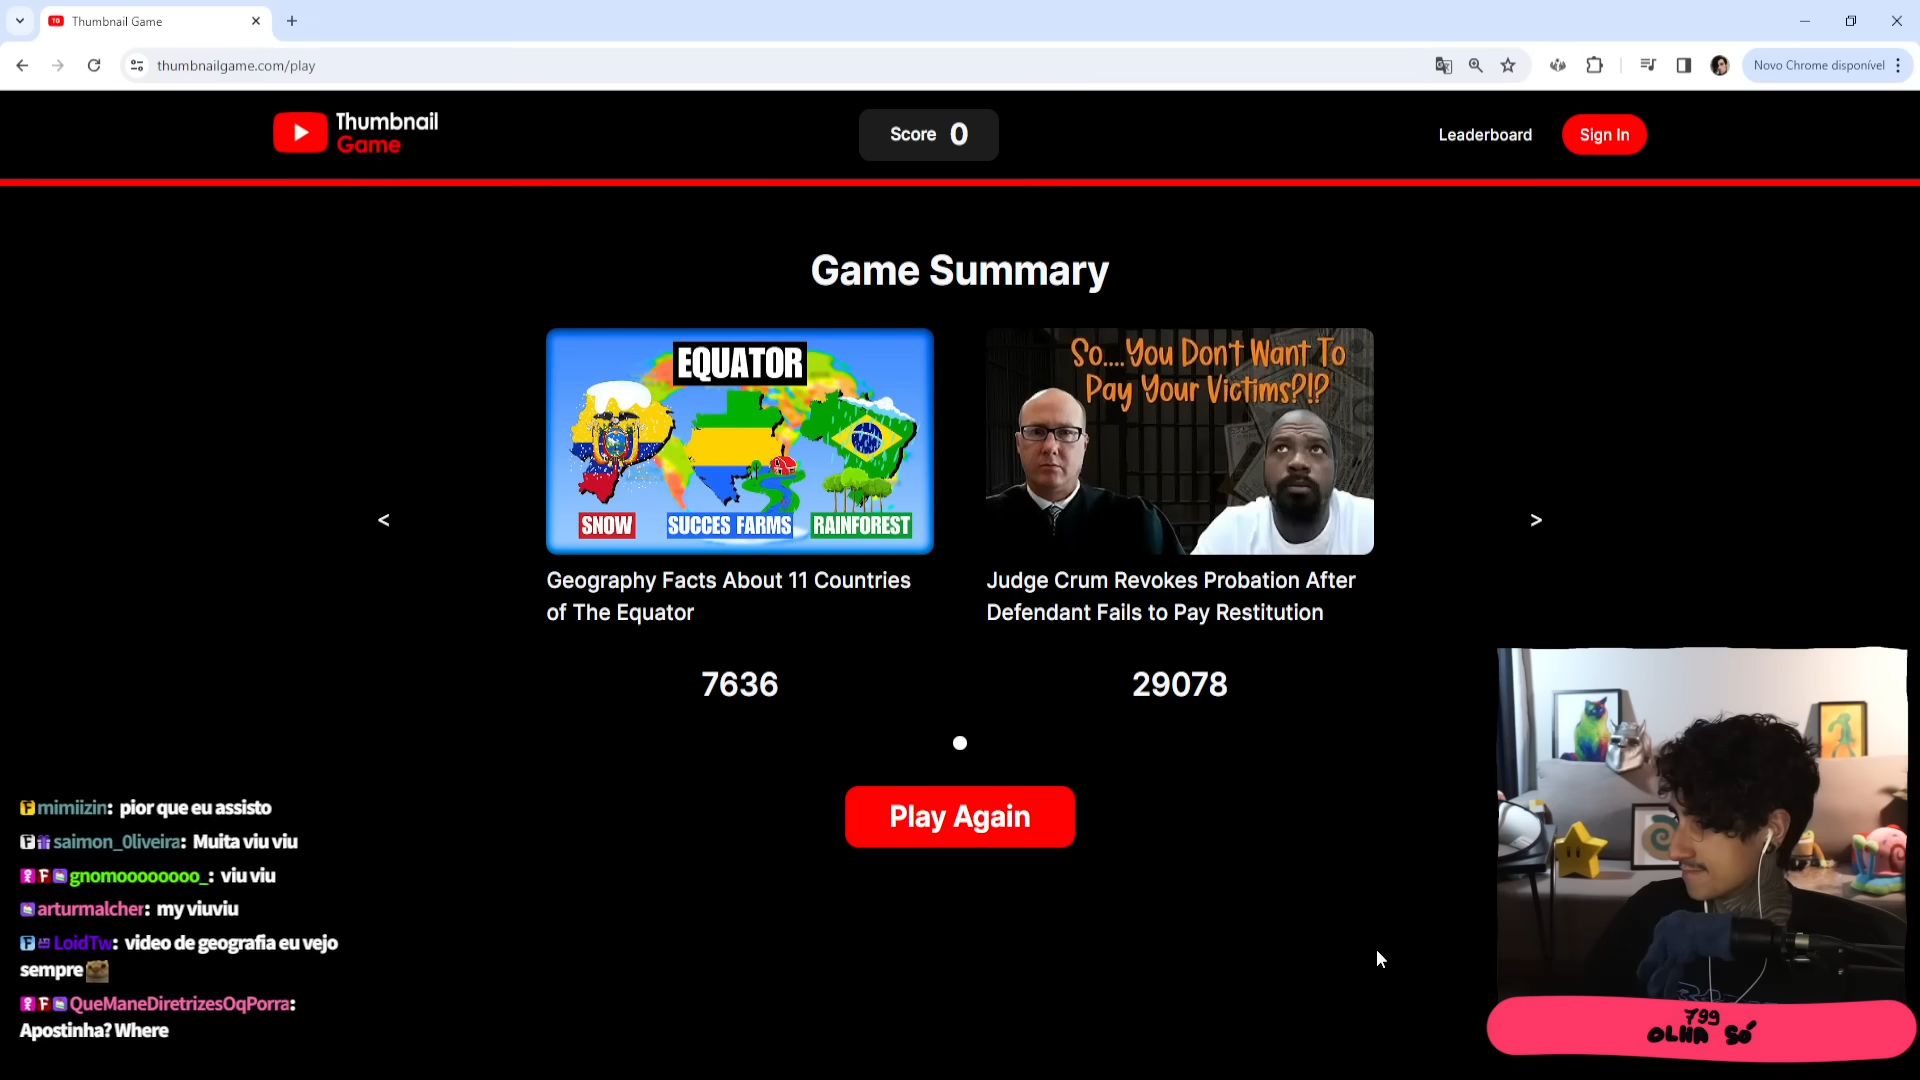 Thumbnail Game
thumbnailgame.com/play
Novo Chrome disponível
Thumbnail
Game
Score 0
Leaderboard
Sign In
Game Summary
EQUATOR
SNOW
SUCCES FARMS
RAINFOREST
So....You Don't Want To
Pay Your Victims?!?
<
>
Geography Facts About 11 Countries
of The Equator
Judge Crum Revokes Probation After
Defendant Fails to Pay Restitution
7636
29078
Play Again
mimiizin: pior que eu assisto
saimon_0liveira: Muita viu viu
gnomoooooooo_: viu viu
arturmalcher: my viuviu
LoidTw: video de geografia eu vejo
sempre
QueManeDiretrizesOqPorra:
Apostinha? Where
799
OLHA SÓ